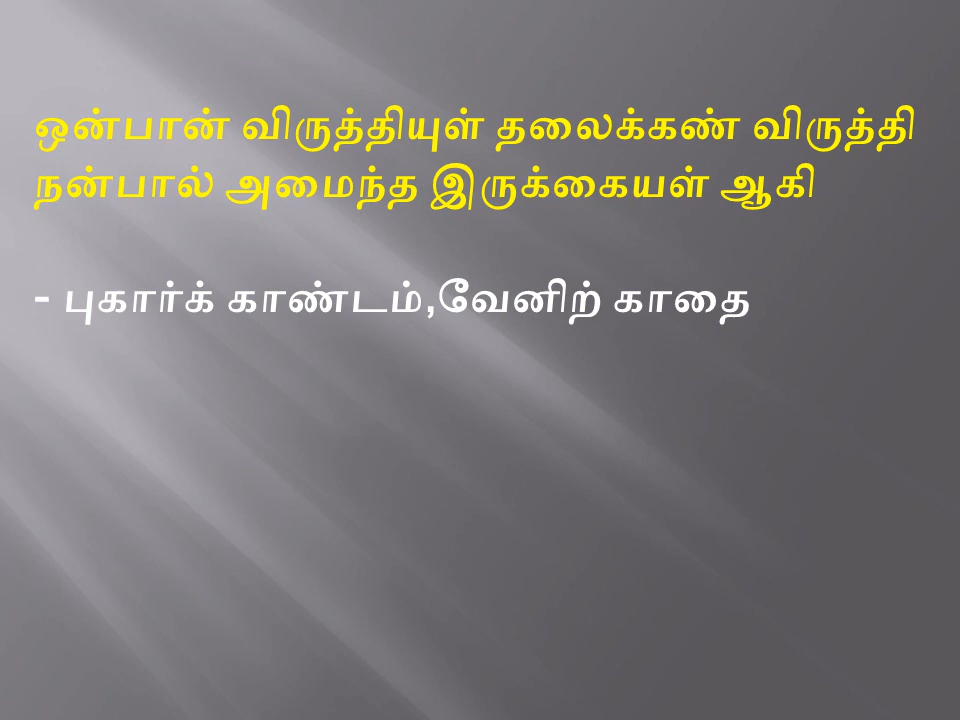 ஒன்பான் விருத்தியுள் தலைக்கண் விருத்தி
நன்பால் அமைந்த இருக்கையள் ஆகி
- புகார்க் காண்டம்,வேனிற் காதை